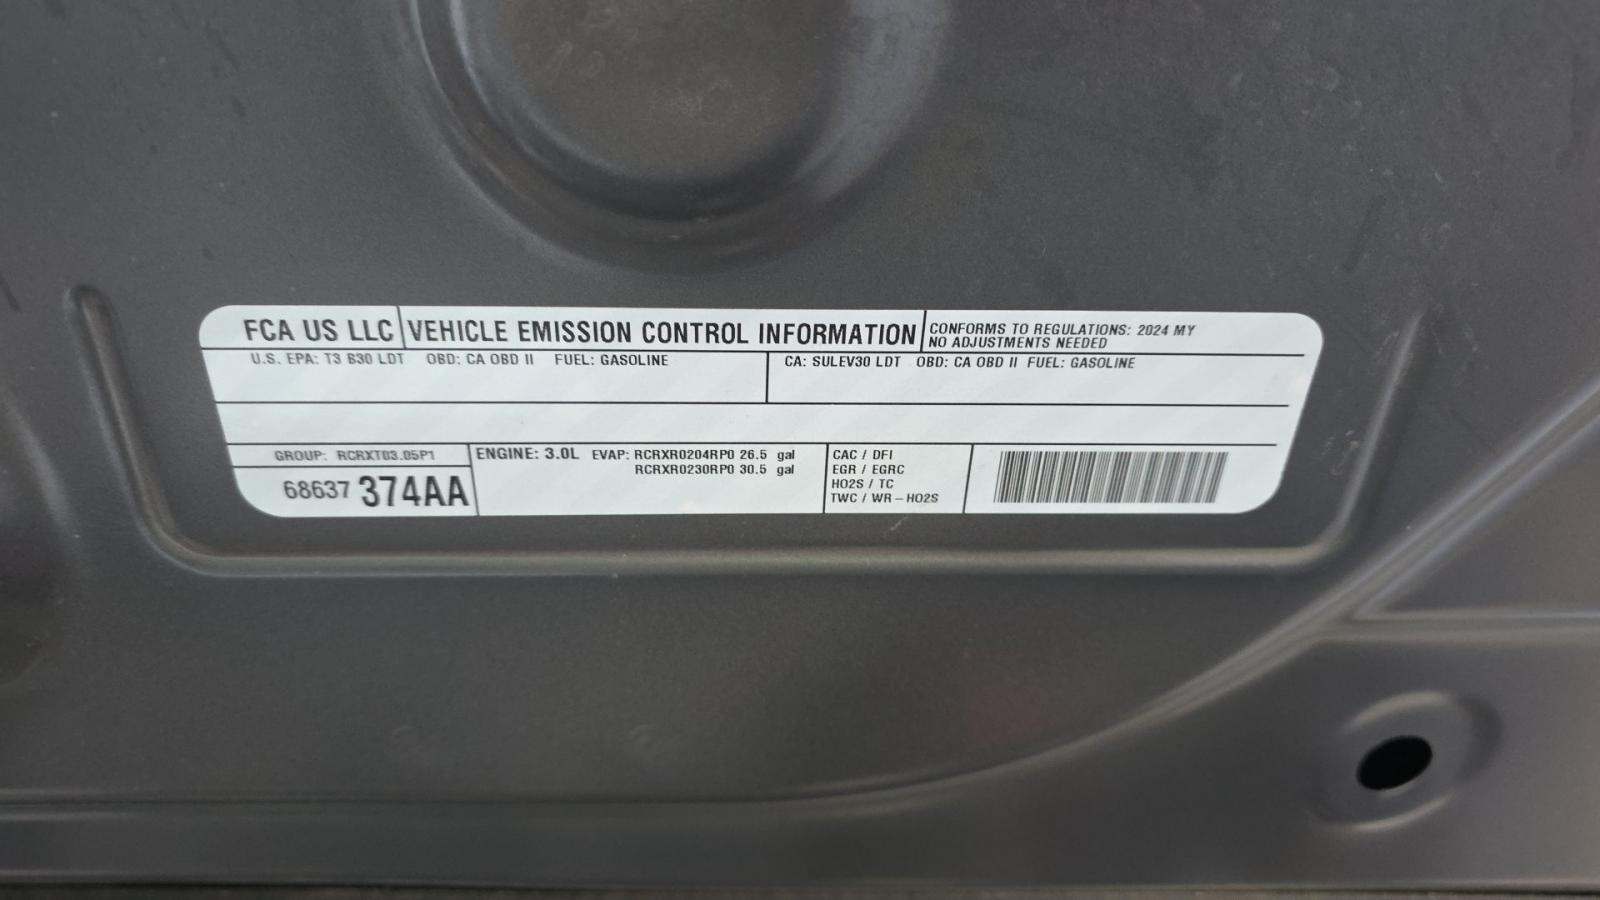 FCA US LLC VEHICLE EMISSION CONTROL INFORMATION
CONFORMS TO REGULATIONS: 2024 MY
NO ADJUSTMENTS NEEDED
U.S. EPA: T3 B30 LDT OBD: CA OBD II FUEL: GASOLINE
CA: SULEV30 LDT OBD: CA OBD II FUEL: GASOLINE
GROUP: RCRXT03.05P1
68637 374AA
ENGINE: 3.0L EVAP: RCRXR0204RP0 26.5 gal
RCRXR0230RP0 30.5 gal
CAC / DFI
EGR / EGRC
HO2S / TC
TWC / WR-HO2S